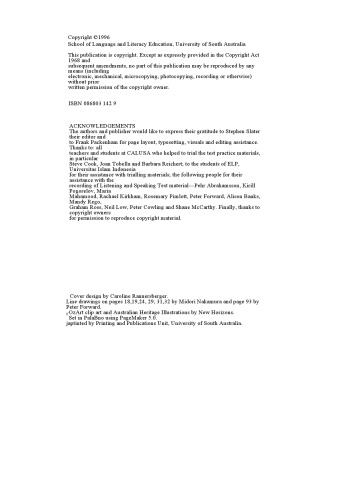 Copyright ©1996
School of Language and Literacy Education, University of South Australia
This publication is copyright. Except as expressly provided in the Copyright Act
1968 and
subsequent amendments, no part of this publication may be reproduced by any
means (including
electronic, mechanical, microcopying, photocopying, recording or otherwise)
without prior
written permission of the copyright owner.
ISBN 086803 142 9
ACKNOWLEDGEMENTS
The authors and publisher would like to express their gratitude to Stephen Slater
their editor and
to Frank Packenham for page layout, typesetting, visuals and editing assistance.
Thanks to: all
teachers and students at CALUSA who helped to trial the test practice materials,
in particular
Steve Cook, Joan Tobella and Barbara Reichert; to the students of ELP,
Universitas Islam Indonesia
for their assistance with trialling materials; the following people for their
assistance with the
recording of Listening and Speaking Test material—Pehr Abrahamsson, Kirill
Pogorelov, Maria
Mahamood, Rachael Kirkham, Rosemary Pimlott, Peter Forward, Alison Banks,
Mandy Rego,
Graham Ross, Neil Low, Peter Cowling and Shane McCarthy. Finally, thanks to
copyright owners
for permission to reproduce copyright material.
Cover design by Caroline Rannersberger.
Line drawings on pages 18,19,24, 29, 31,32 by Midori Nakamura and page 93 by
Peter Forward.
OzArt clip art and Australian Heritage Illustrations by New Horizons.
Set in Palatino using PageMaker 5.0.
japrinted by Printing and Publications Unit, University of South Australia.